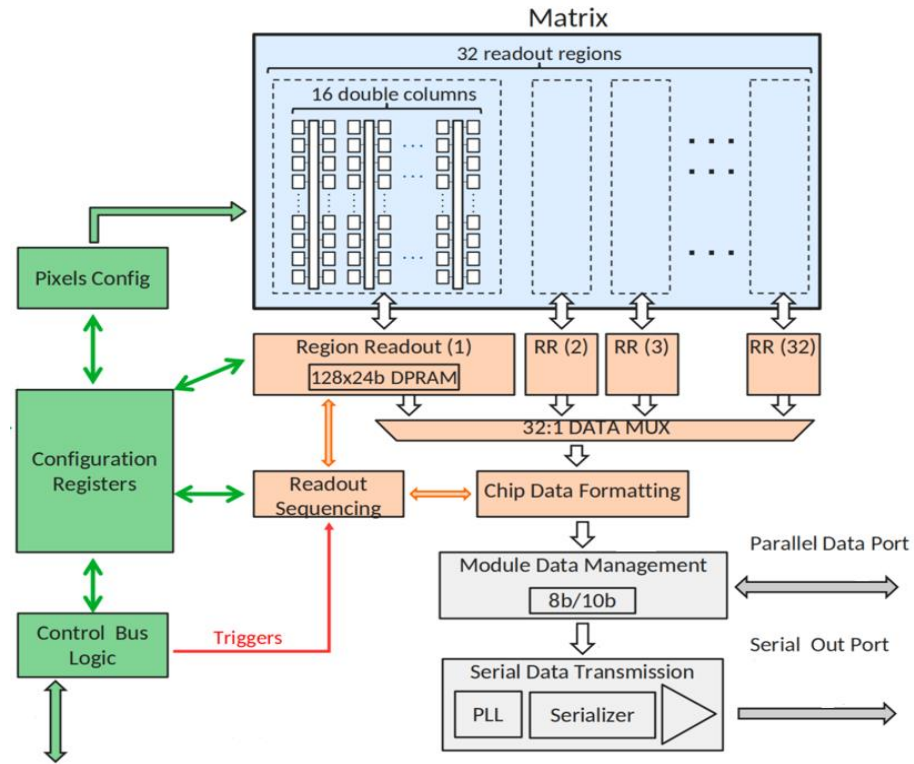 Matrix
32 readout regions
16 double columns
Pixels Config
Region Readout (1)
128x24b DPRAM
RR (2)
RR (3)
RR (32)
32:1 DATA MUX
Configuration
Registers
Readout
Sequencing
Chip Data Formatting
Module Data Management
8b/10b
Parallel Data Port
Control Bus
Logic
Triggers
Serial Data Transmission
PLL
Serializer
Serial Out Port